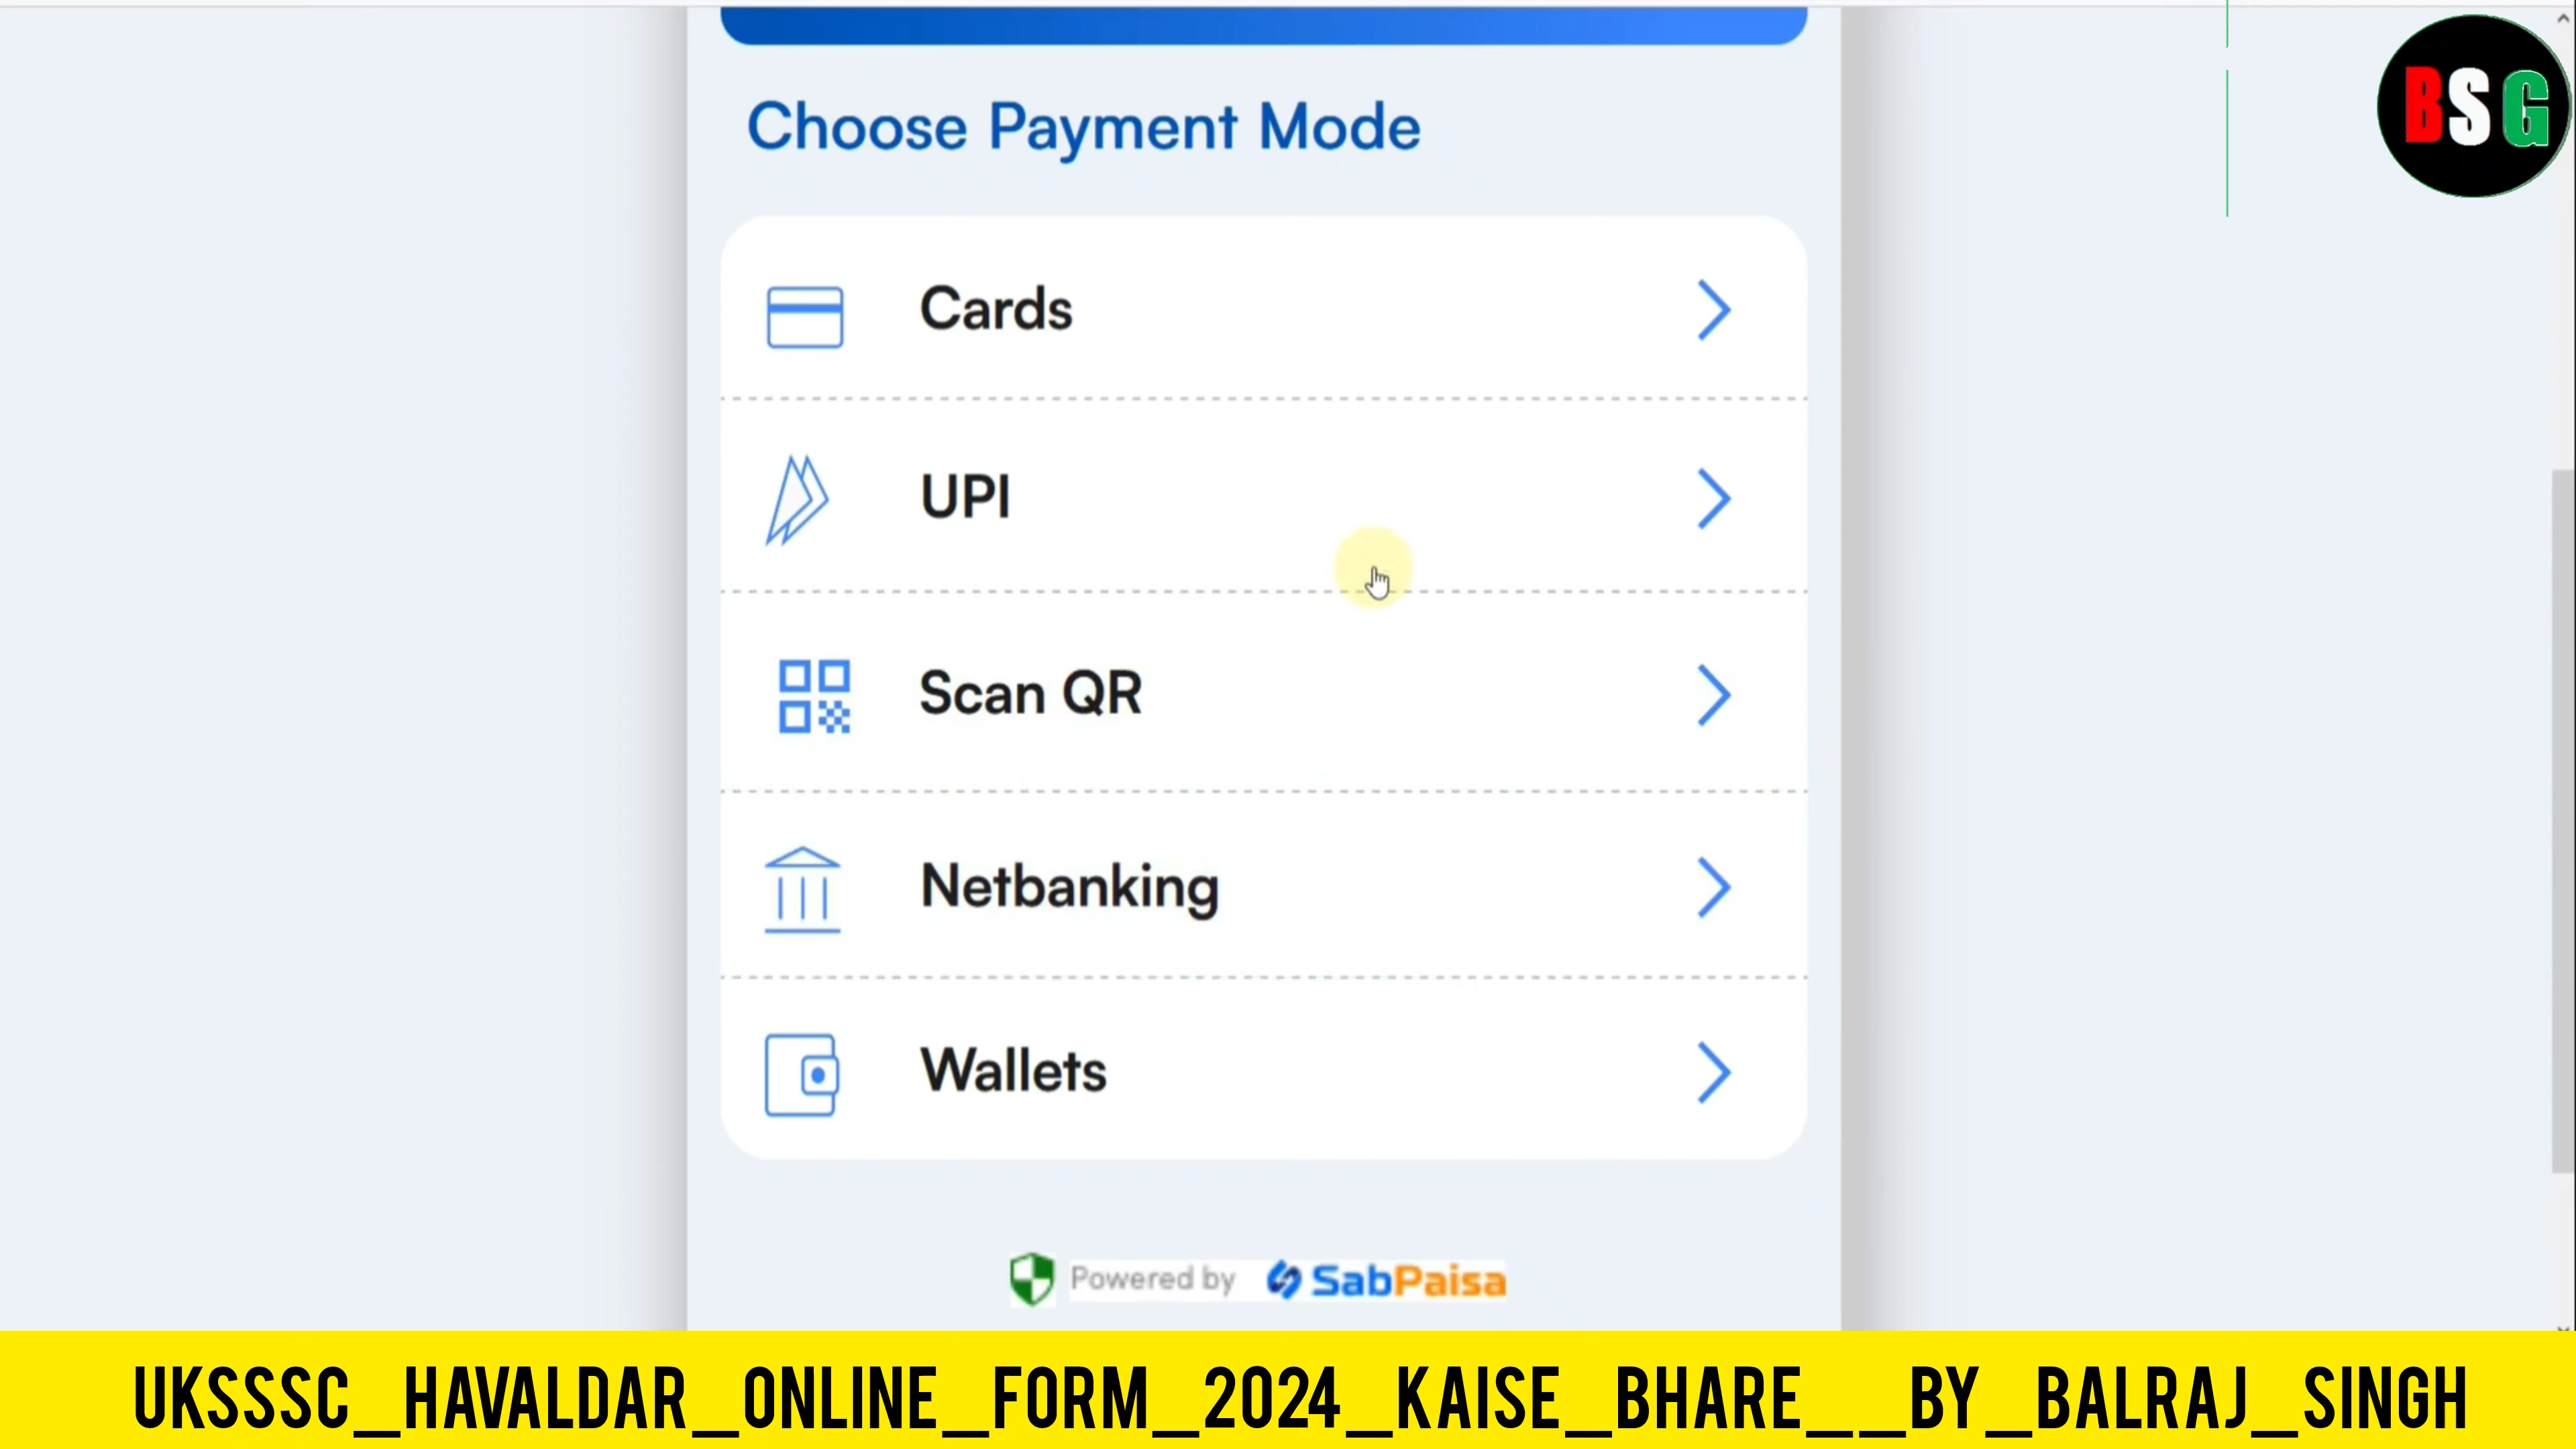 BSG
Choose Payment Mode
Cards
UPI
Scan QR
Netbanking
Wallets
Powered by SabPaisa
UKSSSC_HAVALDAR_ONLINE_FORM_2024_KAISE_BHARE__BY_BALRAJ_SINGH